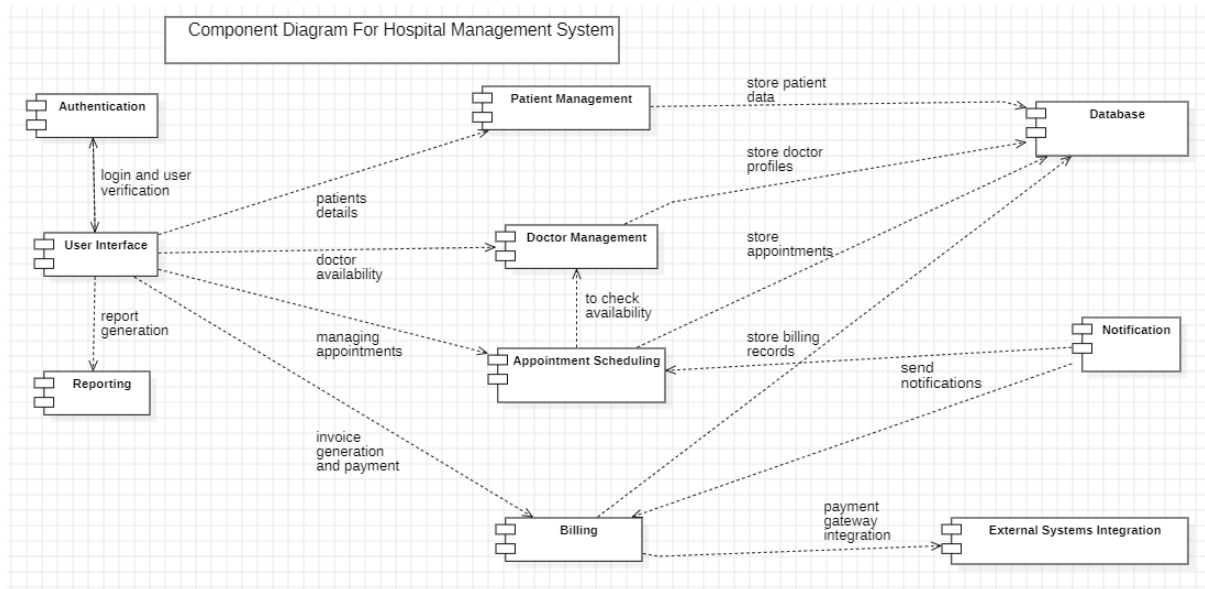 Component Diagram For Hospital Management System
Authentication
Patient Management
store patient
data
Database
login and user
verification
store doctor
profiles
patients
details
User Interface
Doctor Management
doctor
availability
store
appointments
to check
availability
report
generation
managing
appointments
Appointment Scheduling
store billing
records
Notification
send
notifications
Reporting
invoice
generation
and payment
Billing
payment
gateway
integration
External Systems Integration